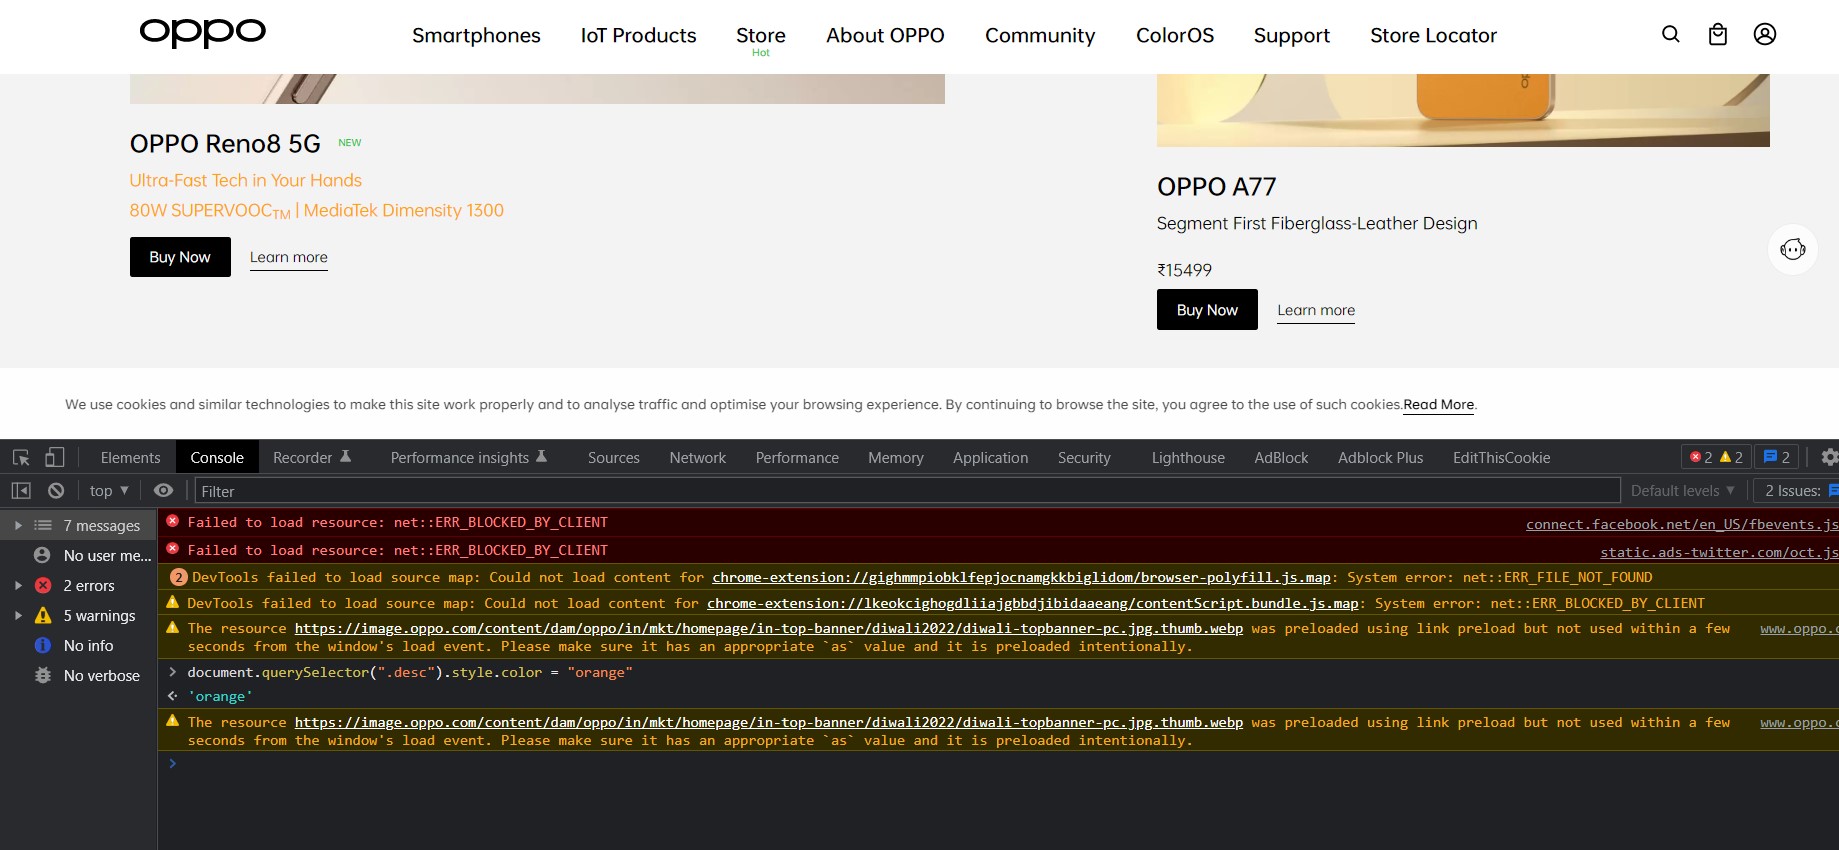 oppo
Smartphones IoT Products Store About OPPO Community ColorOS Support Store Locator
Hot
OPPO Reno8 5G NEW
Ultra-Fast Tech in Your Hands
80W SUPERVOOCTM | MediaTek Dimensity 1300
Buy Now Learn more
OPPO A77
Segment First Fiberglass-Leather Design
₹15499
Buy Now Learn more
We use cookies and similar technologies to make this site work properly and to analyse traffic and optimise your browsing experience. By continuing to browse the site, you agree to the use of such cookies.Read More.
Elements Console Recorder Performance insights Sources Network Performance Memory Application Security Lighthouse AdBlock Adblock Plus EditThisCookie 2 2 2
top Filter Default levels 2 Issues:
7 messages
No user me...
2 errors
5 warnings
No info
No verbose
Failed to load resource: net::ERR_BLOCKED_BY_CLIENT connect.facebook.net/en_US/fbevents.js
Failed to load resource: net::ERR_BLOCKED_BY_CLIENT static.ads-twitter.com/oct.js
2 DevTools failed to load source map: Could not load content for chrome-extension://gighmmpiobklfepjocnamgkkbiglidom/browser-polyfill.js.map: System error: net::ERR_FILE_NOT_FOUND
DevTools failed to load source map: Could not load content for chrome-extension://lkeokcighogdliiajgbbdjibidaaeang/contentScript.bundle.js.map: System error: net::ERR_BLOCKED_BY_CLIENT
The resource https://image.oppo.com/content/dam/oppo/in/mkt/homepage/in-top-banner/diwali2022/diwali-topbanner-pc.jpg.thumb.webp was preloaded using link preload but not used within a few www.oppo.c
seconds from the window's load event. Please make sure it has an appropriate `as` value and it is preloaded intentionally.
> document.querySelector(".desc").style.color = "orange"
'orange'
The resource https://image.oppo.com/content/dam/oppo/in/mkt/homepage/in-top-banner/diwali2022/diwali-topbanner-pc.jpg.thumb.webp was preloaded using link preload but not used within a few www.oppo.c
seconds from the window's load event. Please make sure it has an appropriate `as` value and it is preloaded intentionally.
>